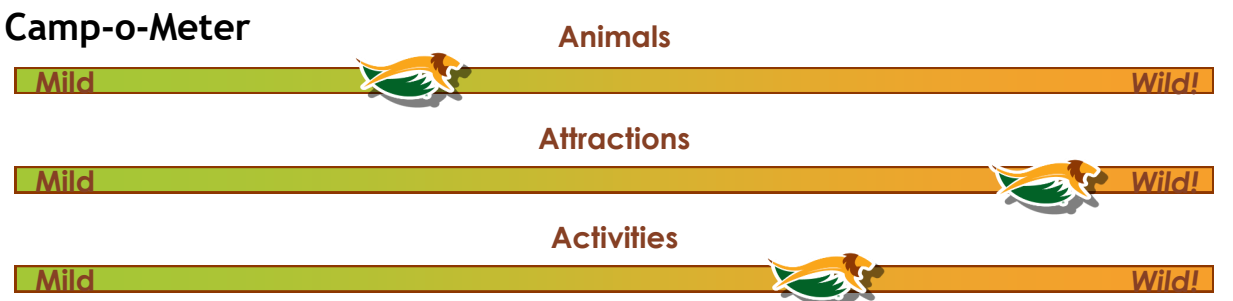 Camp-o-Meter
Animals
Mild Wild!
Attractions
Mild Wild!
Activities
Mild Wild!